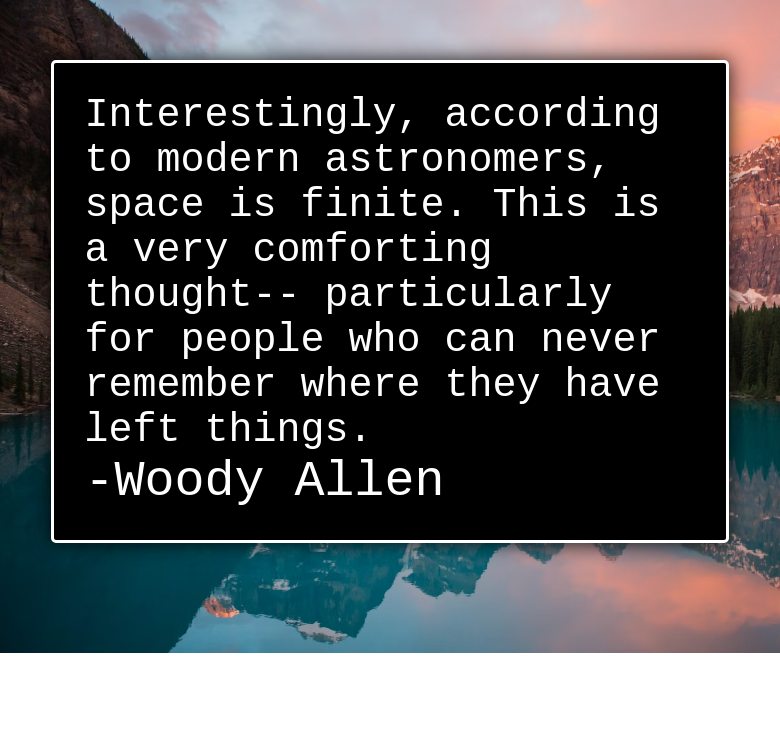 Interestingly, according
to modern astronomers,
space is finite. This is
a very comforting
thought-- particularly
for people who can never
remember where they have
left things.
-Woody Allen